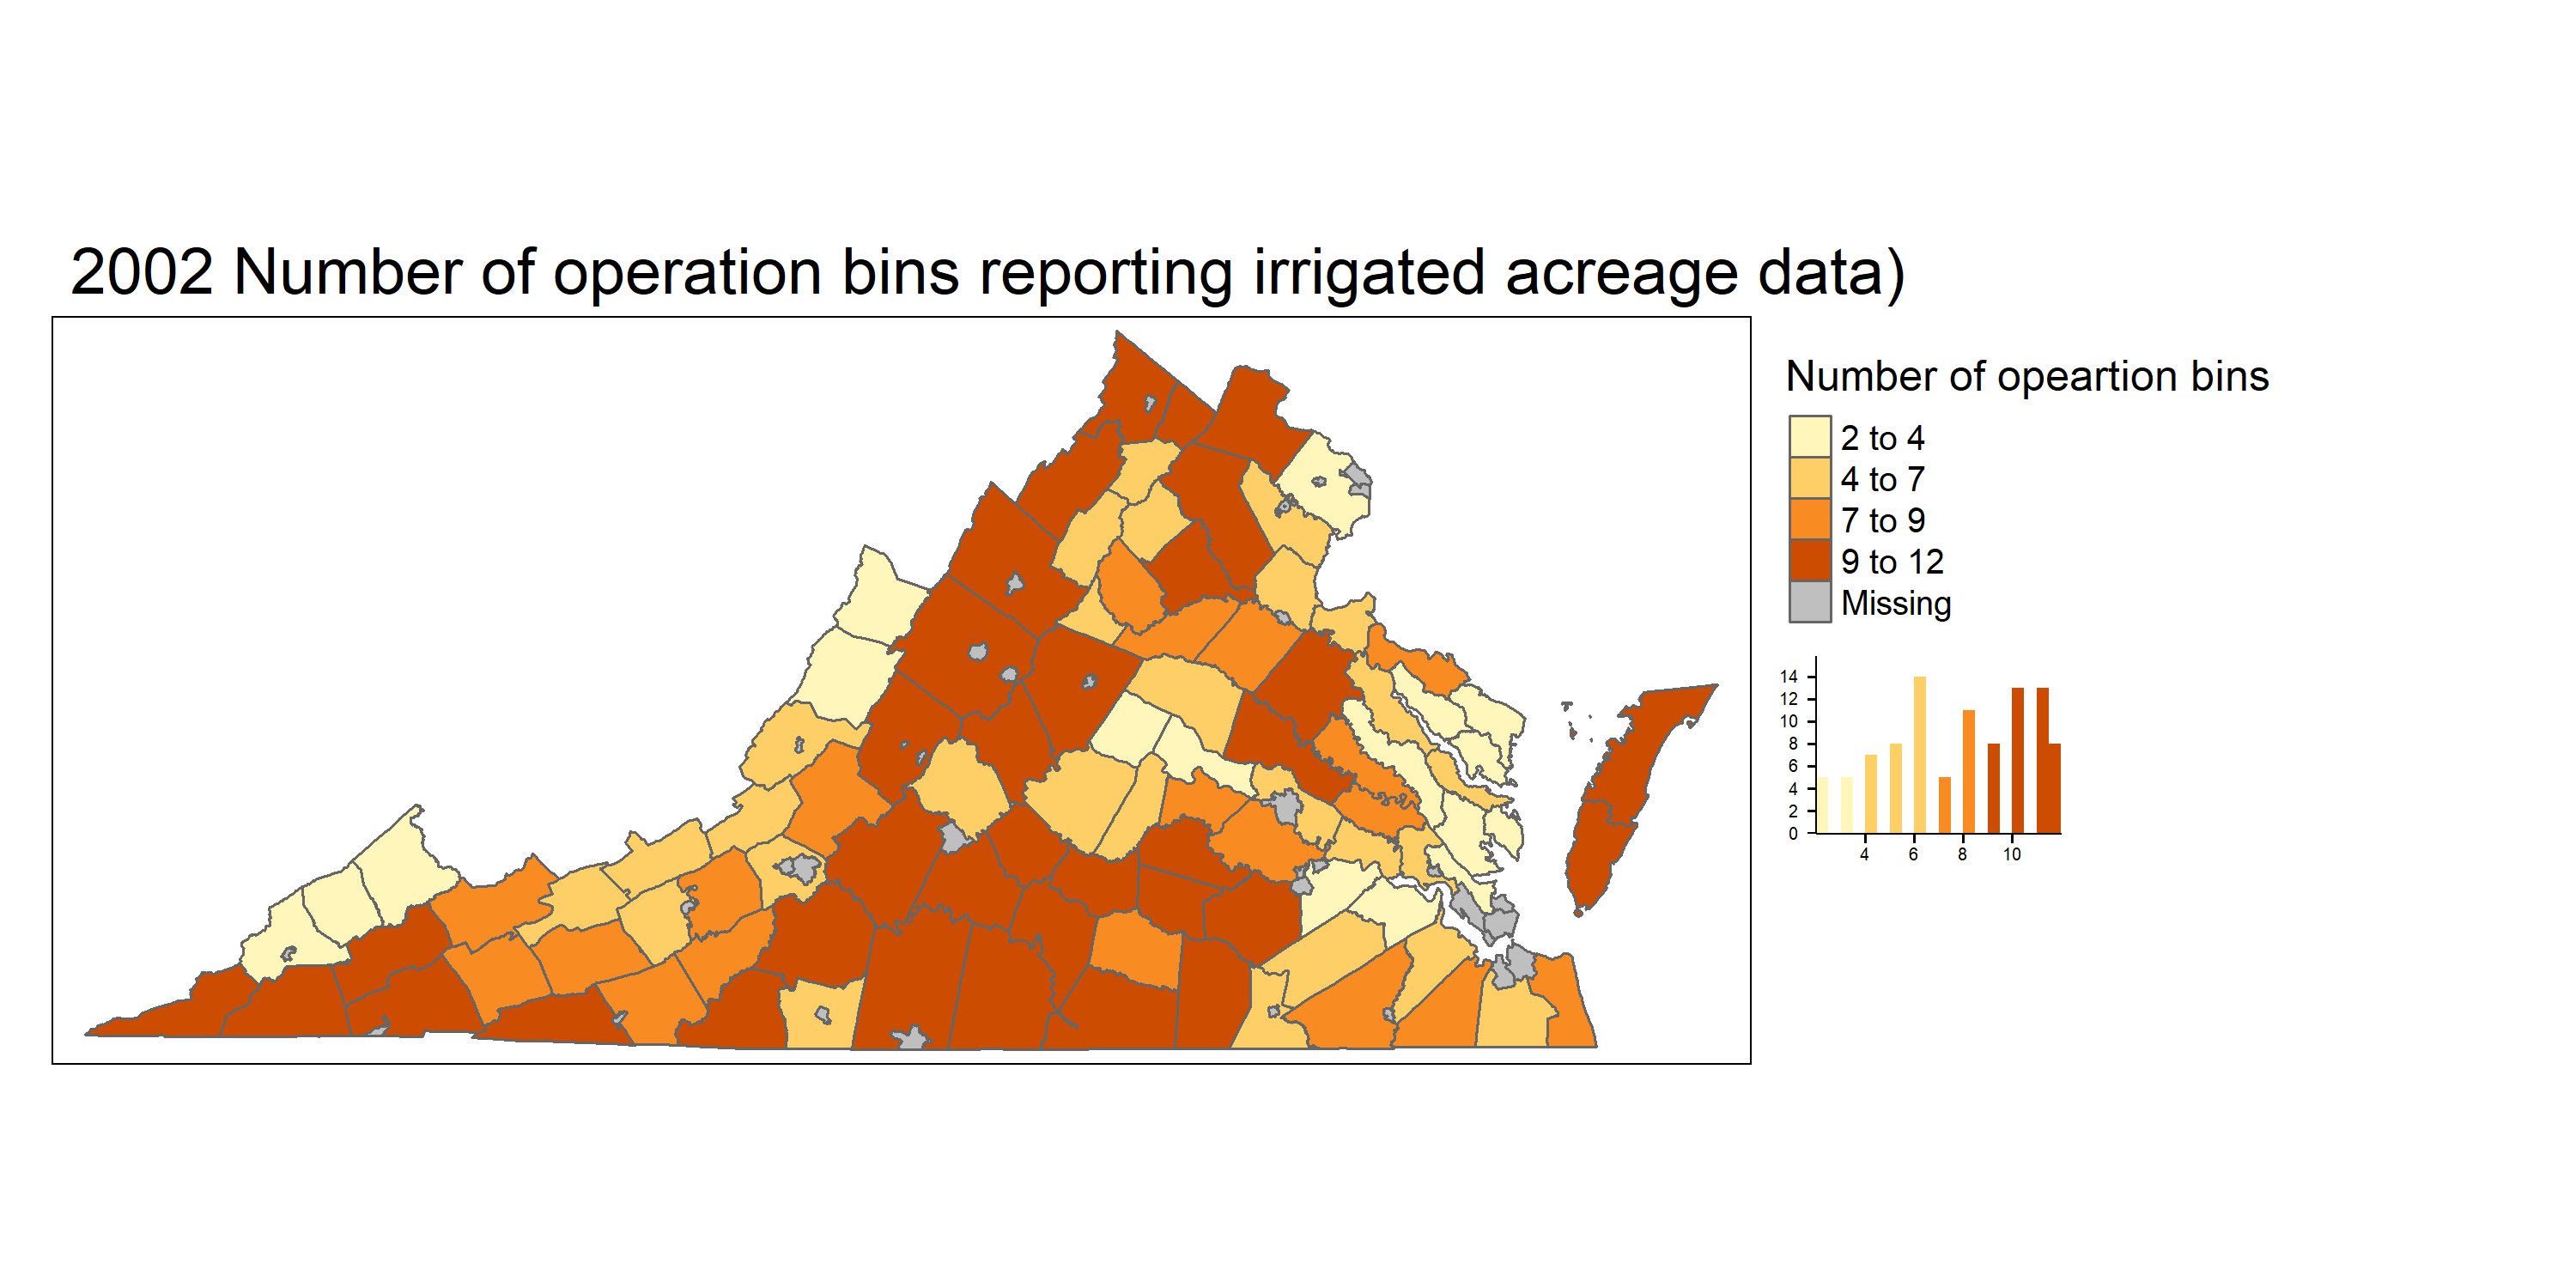 2002 Number of operation bins reporting irrigated acreage data)
Number of opeartion bins
2 to 4
4 to 7
7 to 9
9 to 12
Missing
14
12
10
8
6
4
2
0
4 6 8 10